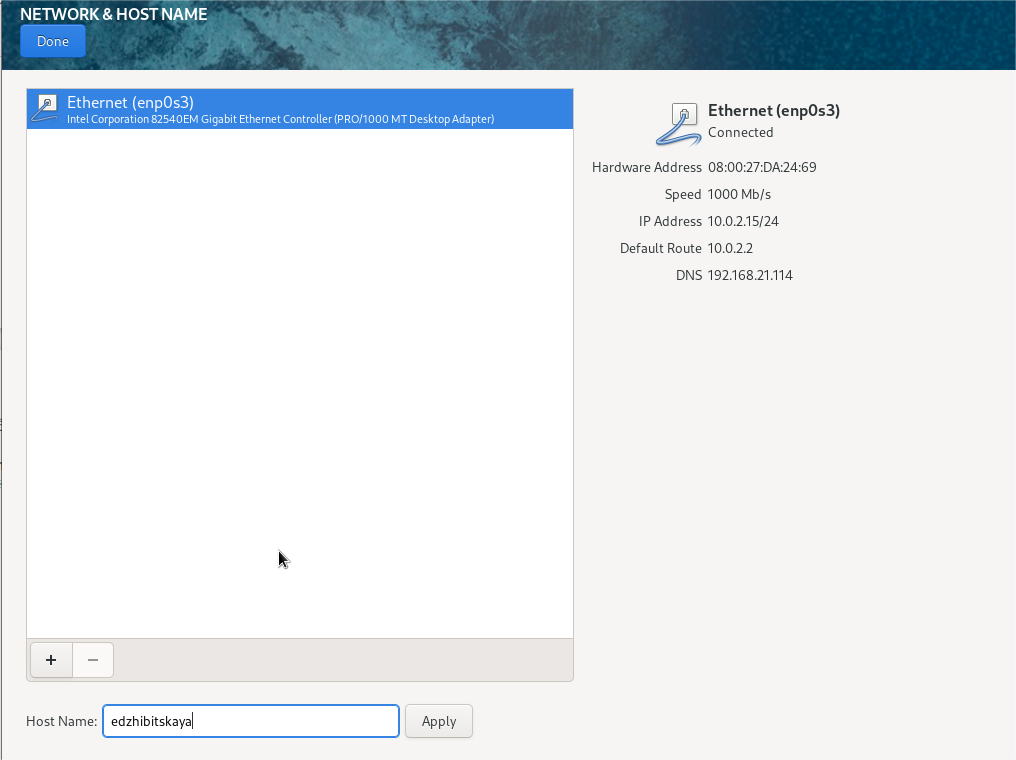 NETWORK & HOST NAME
Done
Ethernet (enp0s3)
Intel Corporation 82540EM Gigabit Ethernet Controller (PRO/1000 MT Desktop Adapter)
Ethernet (enp0s3)
Connected
Hardware Address 08:00:27:DA:24:69
Speed 1000 Mb/s
IP Address 10.0.2.15/24
Default Route 10.0.2.2
DNS 192.168.21.114
+ −
Host Name: edzhibitskaya Apply